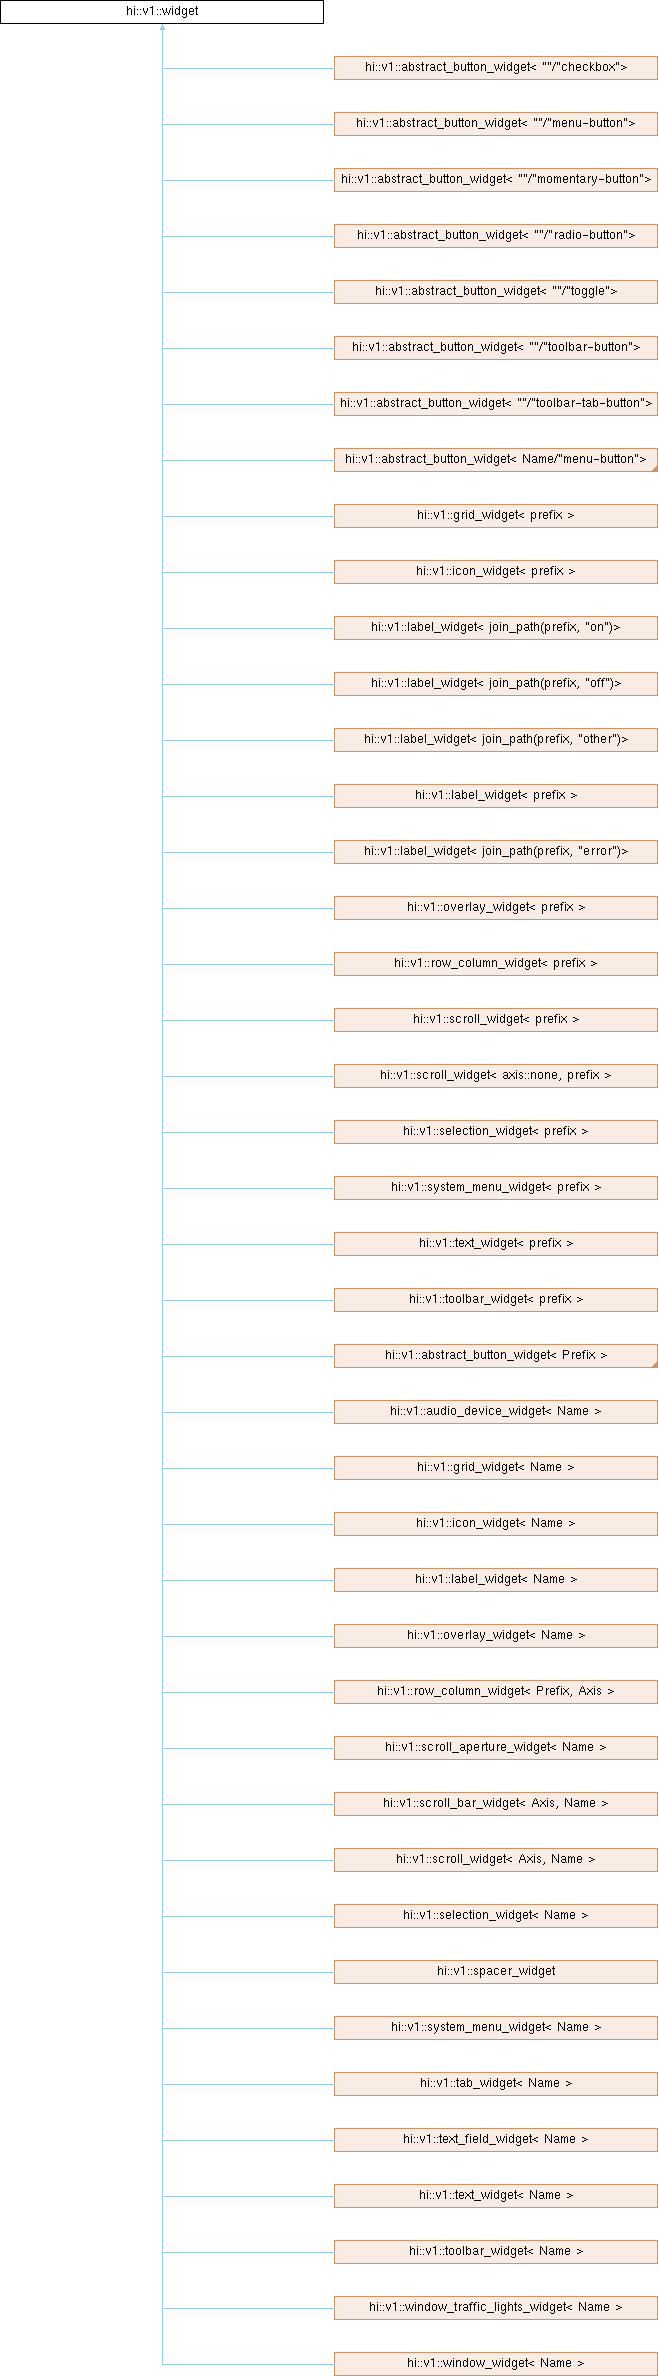 hi::v1::widget
hi::v1::abstract_button_widget< ""/"checkbox">
hi::v1::abstract_button_widget< ""/"menu-button">
hi::v1::abstract_button_widget< ""/"momentary-button">
hi::v1::abstract_button_widget< ""/"radio-button">
hi::v1::abstract_button_widget< ""/"toggle">
hi::v1::abstract_button_widget< ""/"toolbar-button">
hi::v1::abstract_button_widget< ""/"toolbar-tab-button">
hi::v1::abstract_button_widget< Name/"menu-button">
hi::v1::grid_widget< prefix >
hi::v1::icon_widget< prefix >
hi::v1::label_widget< join_path(prefix, "on")>
hi::v1::label_widget< join_path(prefix, "off")>
hi::v1::label_widget< join_path(prefix, "other")>
hi::v1::label_widget< prefix >
hi::v1::label_widget< join_path(prefix, "error")>
hi::v1::overlay_widget< prefix >
hi::v1::row_column_widget< prefix >
hi::v1::scroll_widget< prefix >
hi::v1::scroll_widget< axis::none, prefix >
hi::v1::selection_widget< prefix >
hi::v1::system_menu_widget< prefix >
hi::v1::text_widget< prefix >
hi::v1::toolbar_widget< prefix >
hi::v1::abstract_button_widget< Prefix >
hi::v1::audio_device_widget< Name >
hi::v1::grid_widget< Name >
hi::v1::icon_widget< Name >
hi::v1::label_widget< Name >
hi::v1::overlay_widget< Name >
hi::v1::row_column_widget< Prefix, Axis >
hi::v1::scroll_aperture_widget< Name >
hi::v1::scroll_bar_widget< Axis, Name >
hi::v1::scroll_widget< Axis, Name >
hi::v1::selection_widget< Name >
hi::v1::spacer_widget
hi::v1::system_menu_widget< Name >
hi::v1::tab_widget< Name >
hi::v1::text_field_widget< Name >
hi::v1::text_widget< Name >
hi::v1::toolbar_widget< Name >
hi::v1::window_traffic_lights_widget< Name >
hi::v1::window_widget< Name >